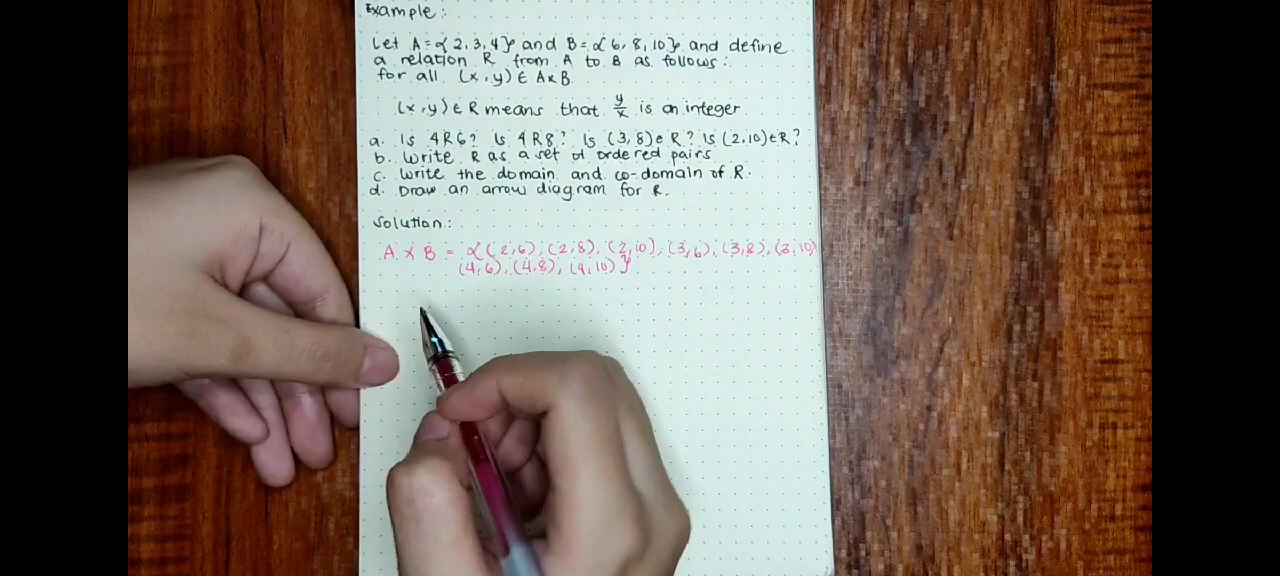 Example:
Let A = { 2, 3, 4 } and B = { 6, 8, 10 } and define
a relation R from A to B as follows:
for all (x, y) ∈ A x B
(x, y) ∈ R means that y/x is an integer
a. Is 4R6? Is 4R8? Is (3, 8) ∈ R? Is (2, 10) ∈ R?
b. Write R as a set of ordered pairs
c. Write the domain and co-domain of R.
d. Draw an arrow diagram for R.
Solution:
A x B = { (2, 6), (2, 8), (2, 10), (3, 6), (3, 8), (3, 10)
(4, 6), (4, 8), (4, 10) }